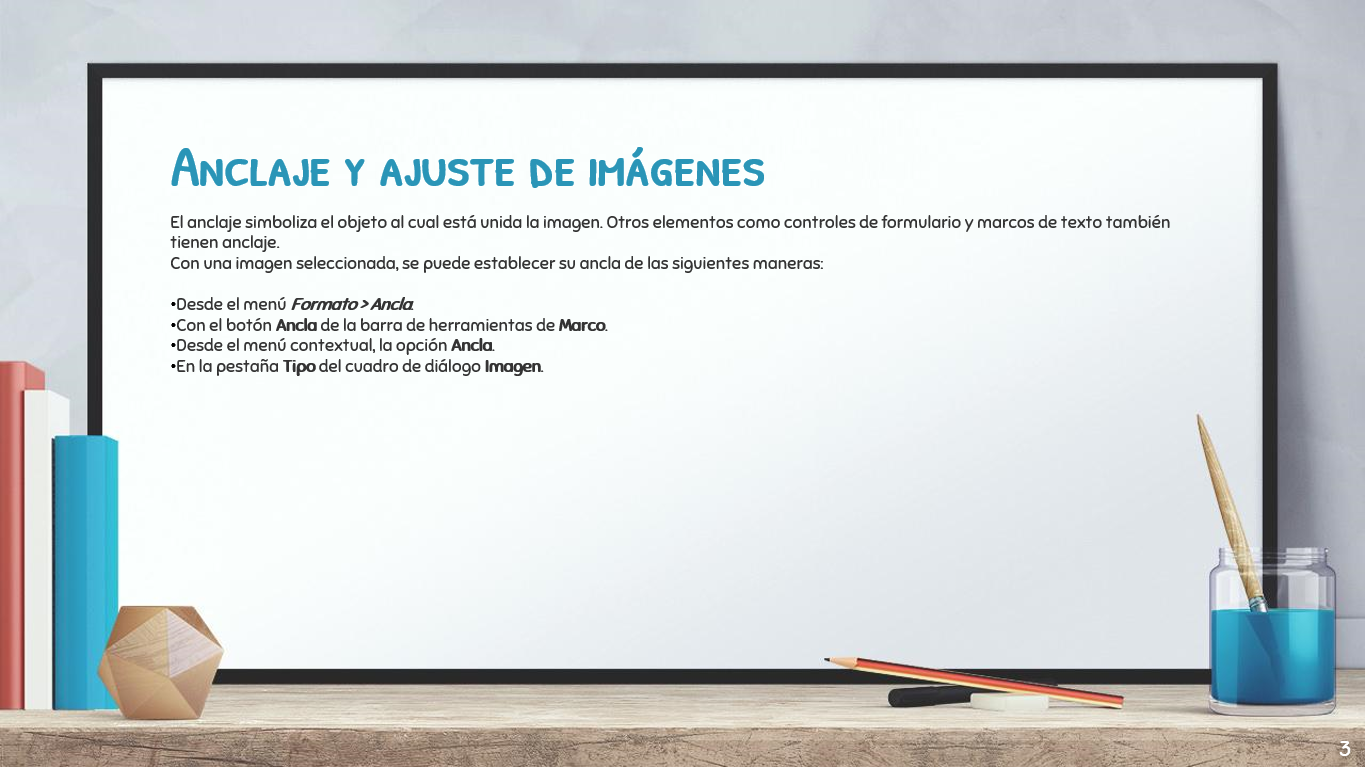 Anclaje y ajuste de imágenes
El anclaje simboliza el objeto al cual está unida la imagen. Otros elementos como controles de formulario y marcos de texto también
tienen anclaje.
Con una imagen seleccionada, se puede establecer su ancla de las siguientes maneras:
•Desde el menú Formato > Ancla.
•Con el botón Ancla de la barra de herramientas de Marco.
•Desde el menú contextual, la opción Ancla.
•En la pestaña Tipo del cuadro de diálogo Imagen.
3